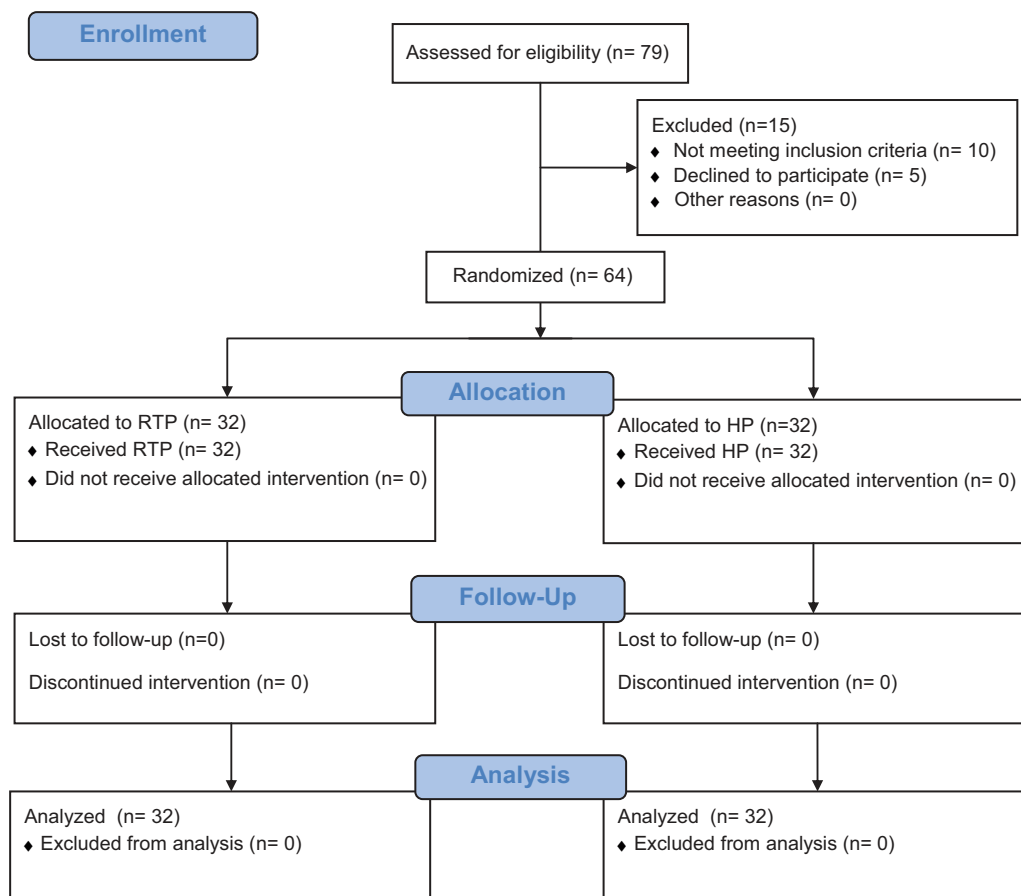 Enrollment
Assessed for eligibility (n= 79)
Excluded (n=15)
♦ Not meeting inclusion criteria (n= 10)
♦ Declined to participate (n= 5)
♦ Other reasons (n= 0)
Randomized (n= 64)
Allocation
Allocated to RTP (n= 32)
♦ Received RTP (n= 32)
♦ Did not receive allocated intervention (n= 0)
Allocated to HP (n=32)
♦ Received HP (n= 32)
♦ Did not receive allocated intervention (n= 0)
Follow-Up
Lost to follow-up (n=0)
Discontinued intervention (n= 0)
Lost to follow-up (n= 0)
Discontinued intervention (n= 0)
Analysis
Analyzed (n= 32)
♦ Excluded from analysis (n= 0)
Analyzed (n= 32)
♦ Excluded from analysis (n= 0)